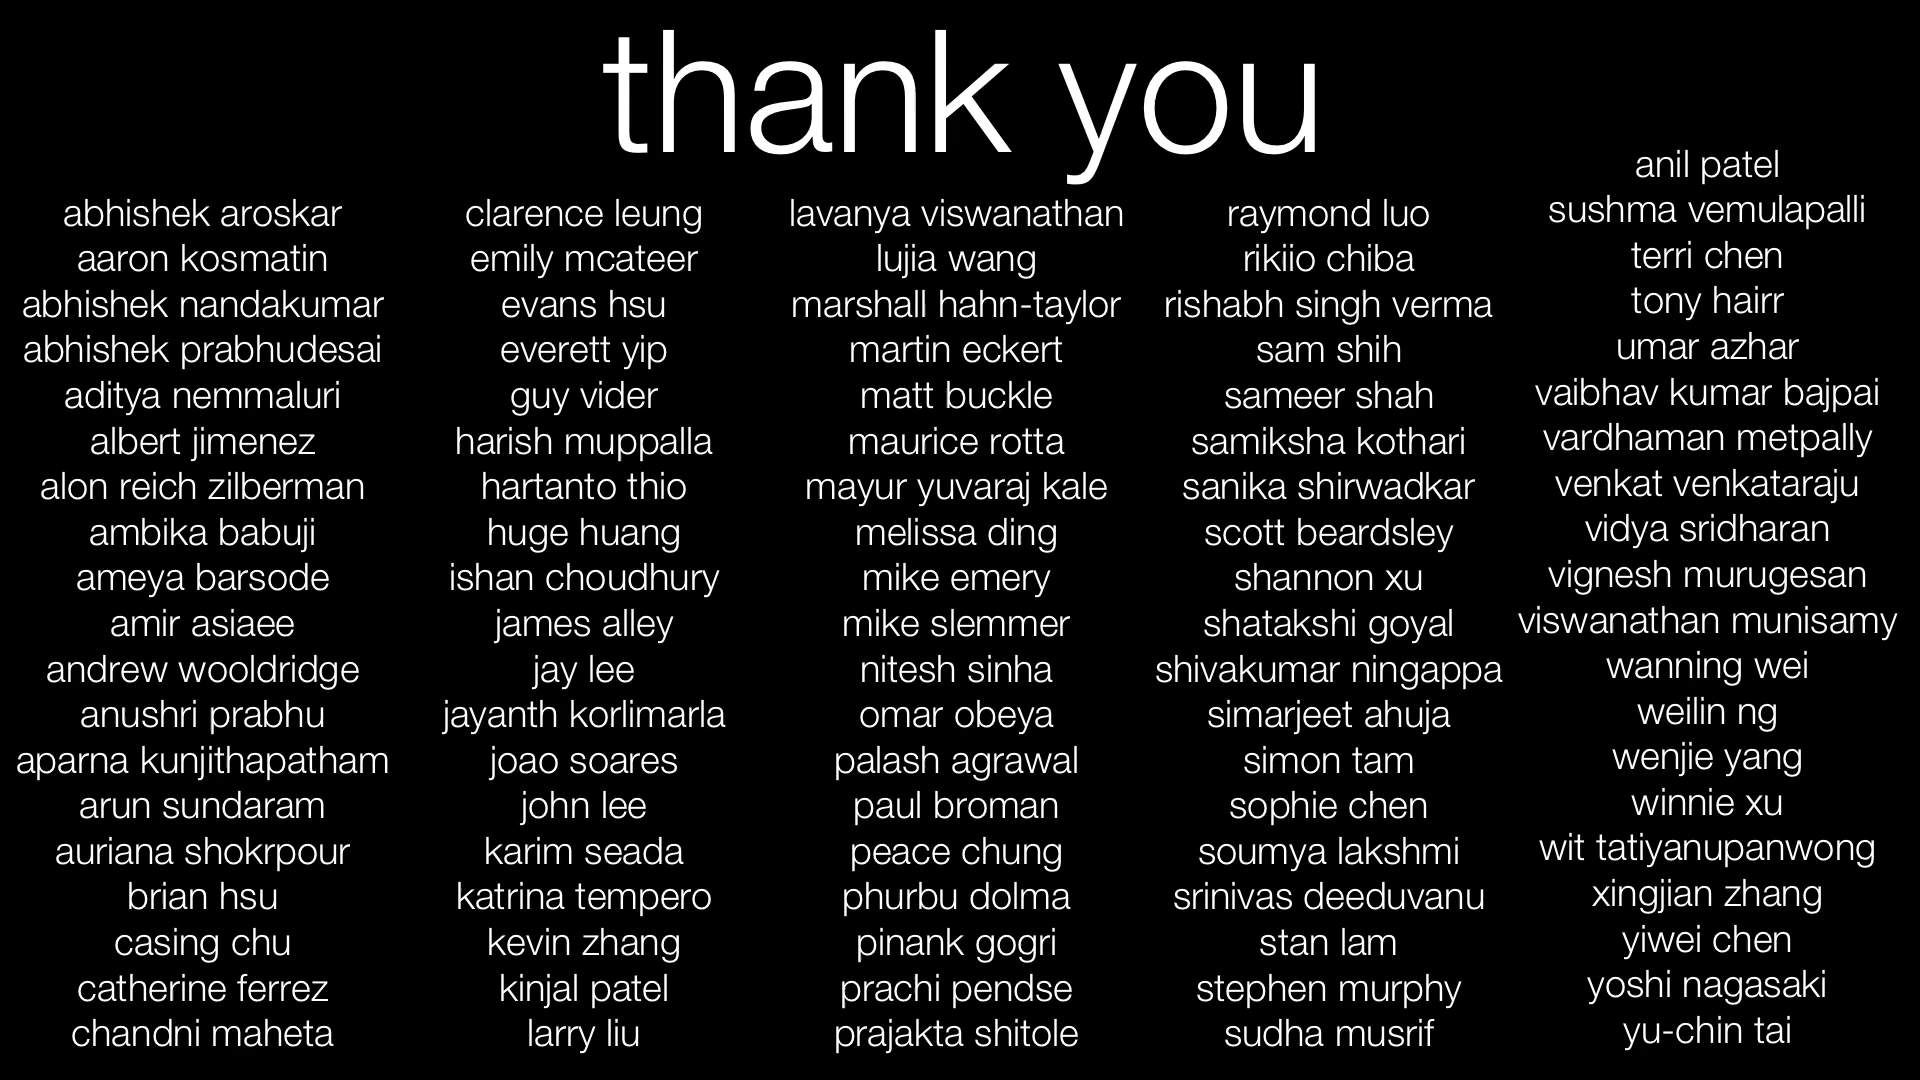 thank you
abhishek aroskar
aaron kosmatin
abhishek nandakumar
abhishek prabhudesai
aditya nemmaluri
albert jimenez
alon reich zilberman
ambika babuji
ameya barsode
amir asiaee
andrew wooldridge
anushri prabhu
aparna kunjithapatham
arun sundaram
auriana shokrpour
brian hsu
casing chu
catherine ferrez
chandni maheta
clarence leung
emily mcateer
evans hsu
everett yip
guy vider
harish muppalla
hartanto thio
huge huang
ishan choudhury
james alley
jay lee
jayanth korlimarla
joao soares
john lee
karim seada
katrina tempero
kevin zhang
kinjal patel
larry liu
lavanya viswanathan
lujia wang
marshall hahn-taylor
martin eckert
matt buckle
maurice rotta
mayur yuvaraj kale
melissa ding
mike emery
mike slemmer
nitesh sinha
omar obeya
palash agrawal
paul broman
peace chung
phurbu dolma
pinank gogri
prachi pendse
prajakta shitole
raymond luo
rikiio chiba
rishabh singh verma
sam shih
sameer shah
samiksha kothari
sanika shirwadkar
scott beardsley
shannon xu
shatakshi goyal
shivakumar ningappa
simarjeet ahuja
simon tam
sophie chen
soumya lakshmi
srinivas deeduvanu
stan lam
stephen murphy
sudha musrif
anil patel
sushma vemulapalli
terri chen
tony hairr
umar azhar
vaibhav kumar bajpai
vardhaman metpally
venkat venkataraju
vidya sridharan
vignesh murugesan
viswanathan munisamy
wanning wei
weilin ng
wenjie yang
winnie xu
wit tatiyanupanwong
xingjian zhang
yiwei chen
yoshi nagasaki
yu-chin tai